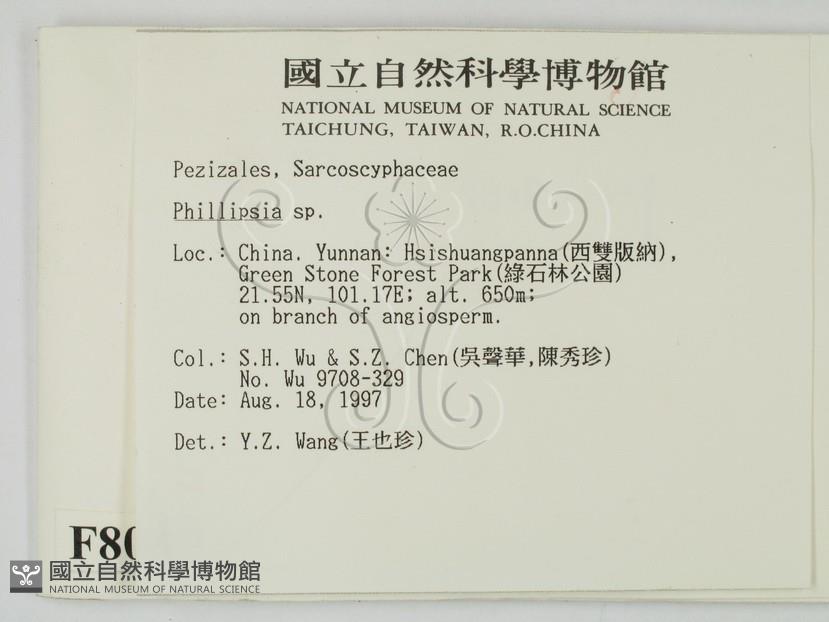 國立自然科學博物館
NATIONAL MUSEUM OF NATURAL SCIENCE
TAICHUNG, TAIWAN, R.O.CHINA
Pezizales, Sarcoscyphaceae
Phillipsia sp.
Loc.: China. Yunnan: Hsishuangpanna(西雙版納),
Green Stone Forest Park(綠石林公園)
21.55N, 101.17E; alt. 650m;
on branch of angiosperm.
Col.: S.H. Wu & S.Z. Chen(吳聲華,陳秀珍)
No. Wu 9708-329
Date: Aug. 18, 1997
Det.: Y.Z. Wang(王也珍)
F80
國立自然科學博物館
NATIONAL MUSEUM OF NATURAL SCIENCE